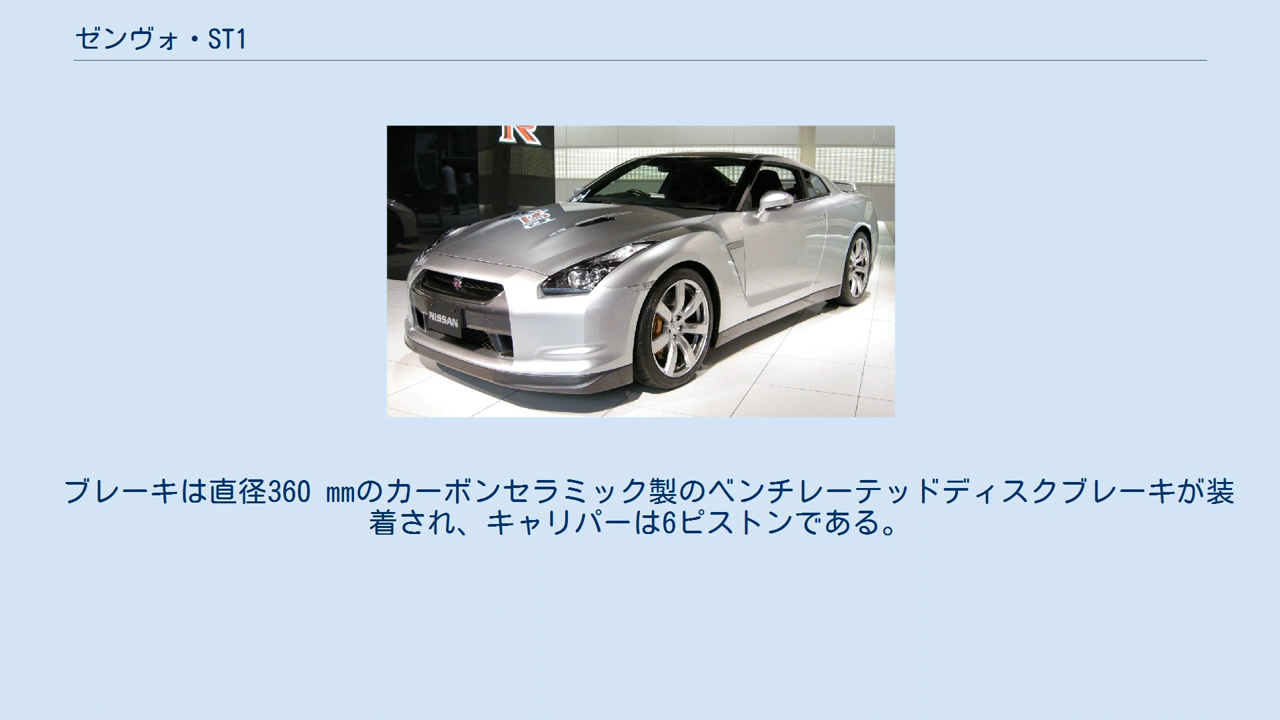 ゼンヴォ・ST1
R
NISSAN
ブレーキは直径360 mmのカーボンセラミック製のベンチレーテッドディスクブレーキが装
着され、キャリパーは6ピストンである。